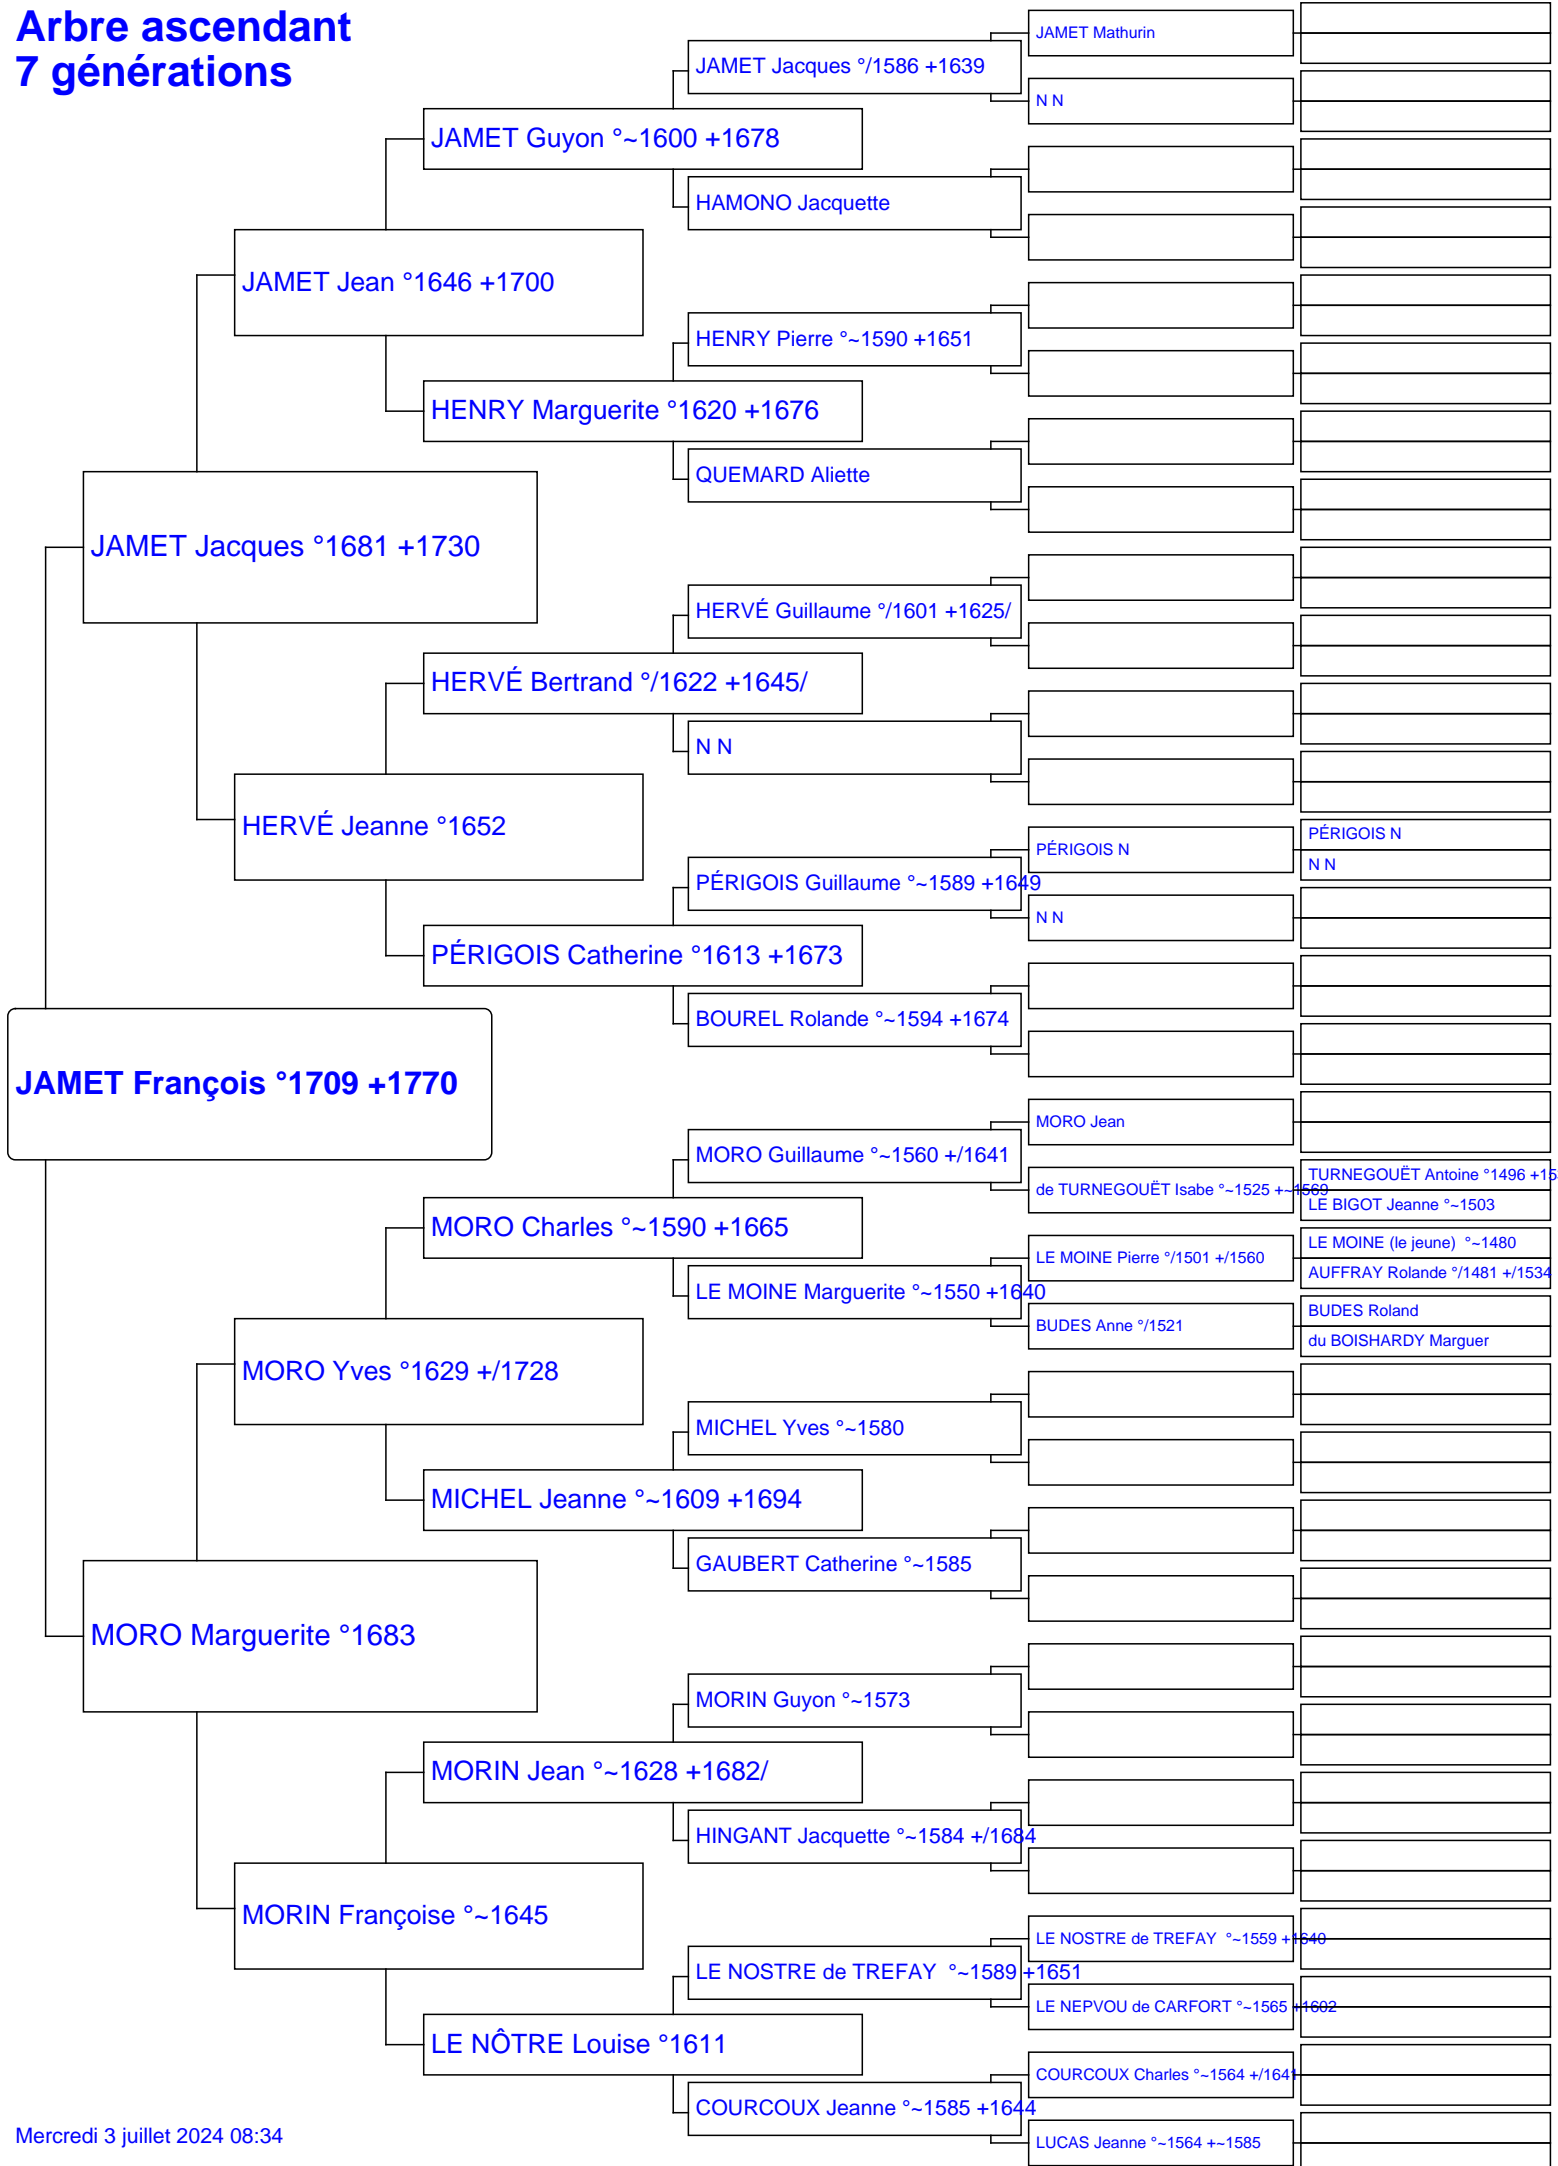 Arbre ascendant
7 générations
JAMET Mathurin
JAMET Jacques °/1586 +1639
N N
JAMET Guyon °~1600 +1678
HAMONO Jacquette
JAMET Jean °1646 +1700
HENRY Pierre °~1590 +1651
HENRY Marguerite °1620 +1676
QUEMARD Aliette
JAMET Jacques °1681 +1730
HERVÉ Guillaume °/1601 +1625/
HERVÉ Bertrand °/1622 +1645/
N N
HERVÉ Jeanne °1652
PÉRIGOIS N
PÉRIGOIS N
N N
PÉRIGOIS Guillaume °~1589 +1649
N N
PÉRIGOIS Catherine °1613 +1673
BOUREL Rolande °~1594 +1674
JAMET François °1709 +1770
MORO Jean
MORO Guillaume °~1560 +/1641
de TURNEGOUËT Isabe °~1525 +~1569
TURNEGOUËT Antoine °1496 +15
LE BIGOT Jeanne °~1503
MORO Charles °~1590 +1665
LE MOINE Pierre °/1501 +/1560
LE MOINE (le jeune) °~1480
AUFFRAY Rolande °/1481 +/1534
LE MOINE Marguerite °~1550 +1640
BUDES Anne °/1521
BUDES Roland
du BOISHARDY Marguer
MORO Yves °1629 +/1728
MICHEL Yves °~1580
MICHEL Jeanne °~1609 +1694
GAUBERT Catherine °~1585
MORO Marguerite °1683
MORIN Guyon °~1573
MORIN Jean °~1628 +1682/
HINGANT Jacquette °~1584 +/1684
MORIN Françoise °~1645
LE NOSTRE de TREFAY °~1559 +1640
LE NOSTRE de TREFAY °~1589 +1651
LE NEPVOU de CARFORT °~1565 +1602
LE NÔTRE Louise °1611
COURCOUX Charles °~1564 +/1641
COURCOUX Jeanne °~1585 +1644
LUCAS Jeanne °~1564 +~1585
Mercredi 3 juillet 2024 08:34